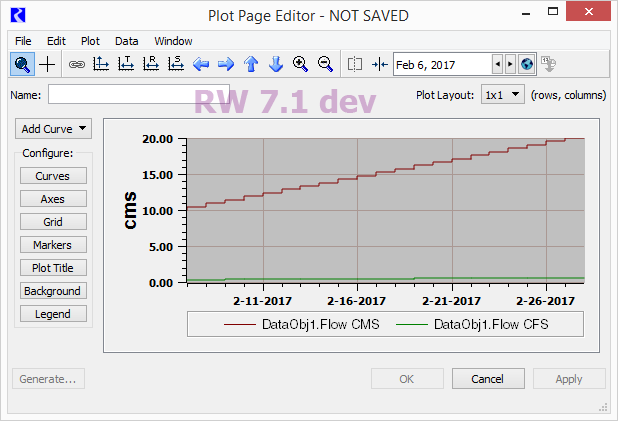 Plot Page Editor - NOT SAVED
File Edit Plot Data Window
T R S Feb 6, 2017
Name: Plot Layout: 1x1 (rows, columns)
RW 7.1 dev
Add Curve
Configure:
Curves
Axes
Grid
Markers
Plot Title
Background
Legend
cms
20.00
15.00
10.00
5.00
0.00
2-11-2017 2-16-2017 2-21-2017 2-26-2017
DataObj1.Flow CMS DataObj1.Flow CFS
Generate... OK Cancel Apply